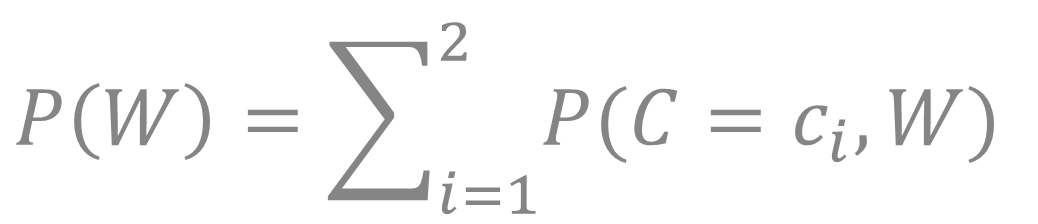 P(W) = ∑_{i=1}^{2} P(C = c_i, W)